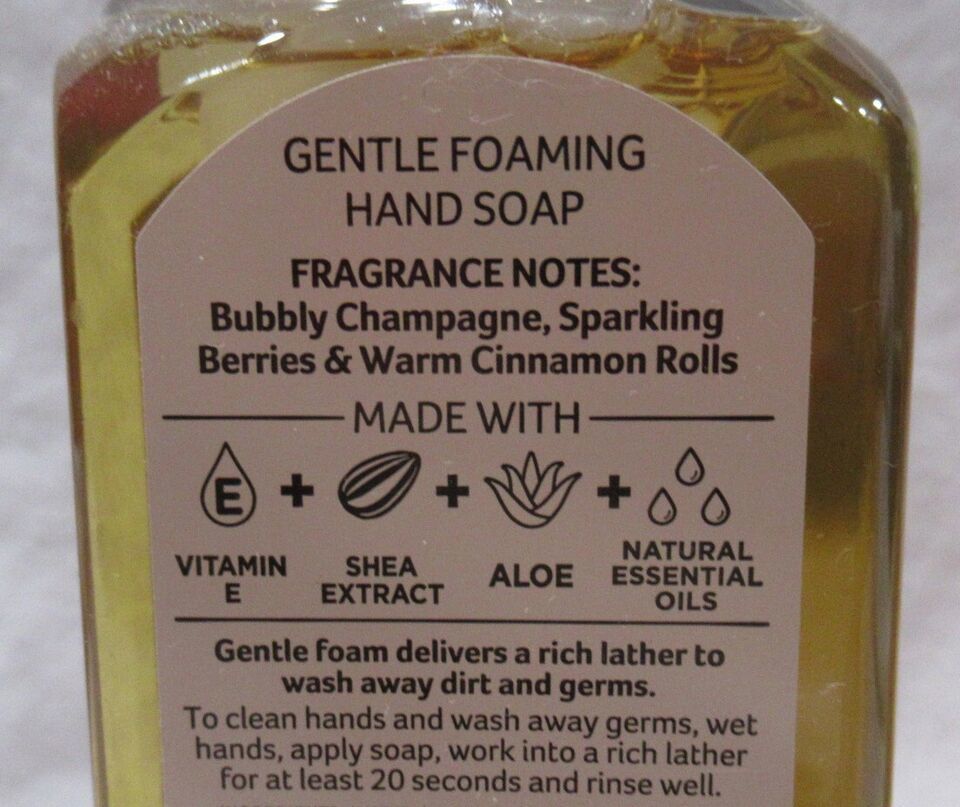 GENTLE FOAMING
HAND SOAP
FRAGRANCE NOTES:
Bubbly Champagne, Sparkling
Berries & Warm Cinnamon Rolls
MADE WITH
E + + +
VITAMIN
E
SHEA
EXTRACT
ALOE
NATURAL
ESSENTIAL
OILS
Gentle foam delivers a rich lather to
wash away dirt and germs.
To clean hands and wash away germs, wet
hands, apply soap, work into a rich lather
for at least 20 seconds and rinse well.